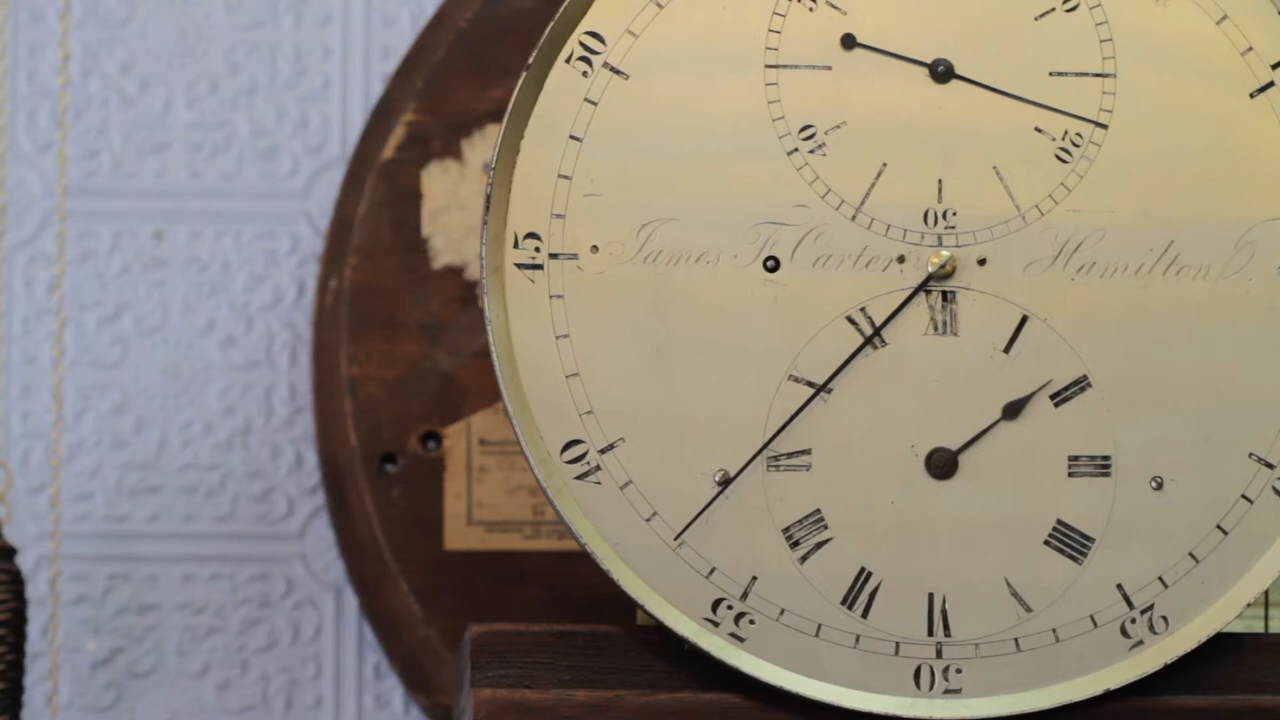 50
40 20
30
45
James F. Carter Hamilton
XII
XI I
X II
40
IX III
VIII IIII
VII VI V
35 25
30